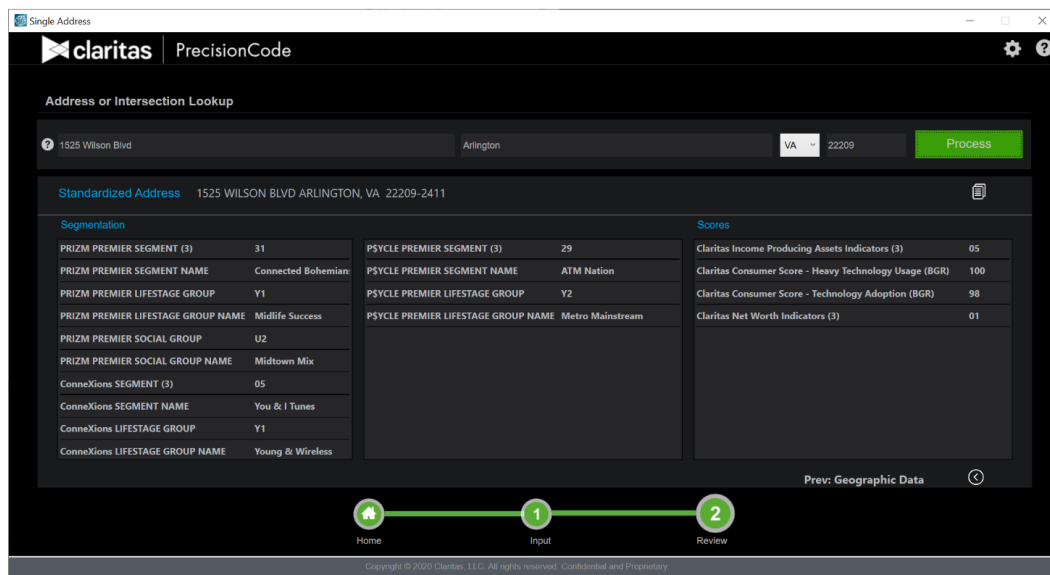 Single Address
claritas PrecisionCode
Address or Intersection Lookup
1525 Wilson Blvd Arlington VA 22209 Process
Standardized Address 1525 WILSON BLVD ARLINGTON, VA 22209-2411
Segmentation
PRIZM PREMIER SEGMENT (3) 31
PRIZM PREMIER SEGMENT NAME Connected Bohemian
PRIZM PREMIER LIFESTAGE GROUP Y1
PRIZM PREMIER LIFESTAGE GROUP NAME Midlife Success
PRIZM PREMIER SOCIAL GROUP U2
PRIZM PREMIER SOCIAL GROUP NAME Midtown Mix
ConneXions SEGMENT (3) 05
ConneXions SEGMENT NAME You & I Tunes
ConneXions LIFESTAGE GROUP Y1
ConneXions LIFESTAGE GROUP NAME Young & Wireless
P$YCLE PREMIER SEGMENT (3) 29
P$YCLE PREMIER SEGMENT NAME ATM Nation
P$YCLE PREMIER LIFESTAGE GROUP Y2
P$YCLE PREMIER LIFESTAGE GROUP NAME Metro Mainstream
Scores
Claritas Income Producing Assets Indicators (3) 05
Claritas Consumer Score - Heavy Technology Usage (BGR) 100
Claritas Consumer Score - Technology Adoption (BGR) 98
Claritas Net Worth Indicators (3) 01
Prev: Geographic Data
1 2
Home Input Review
Copyright © 2020 Claritas, LLC. All rights reserved. Confidential and Proprietary.